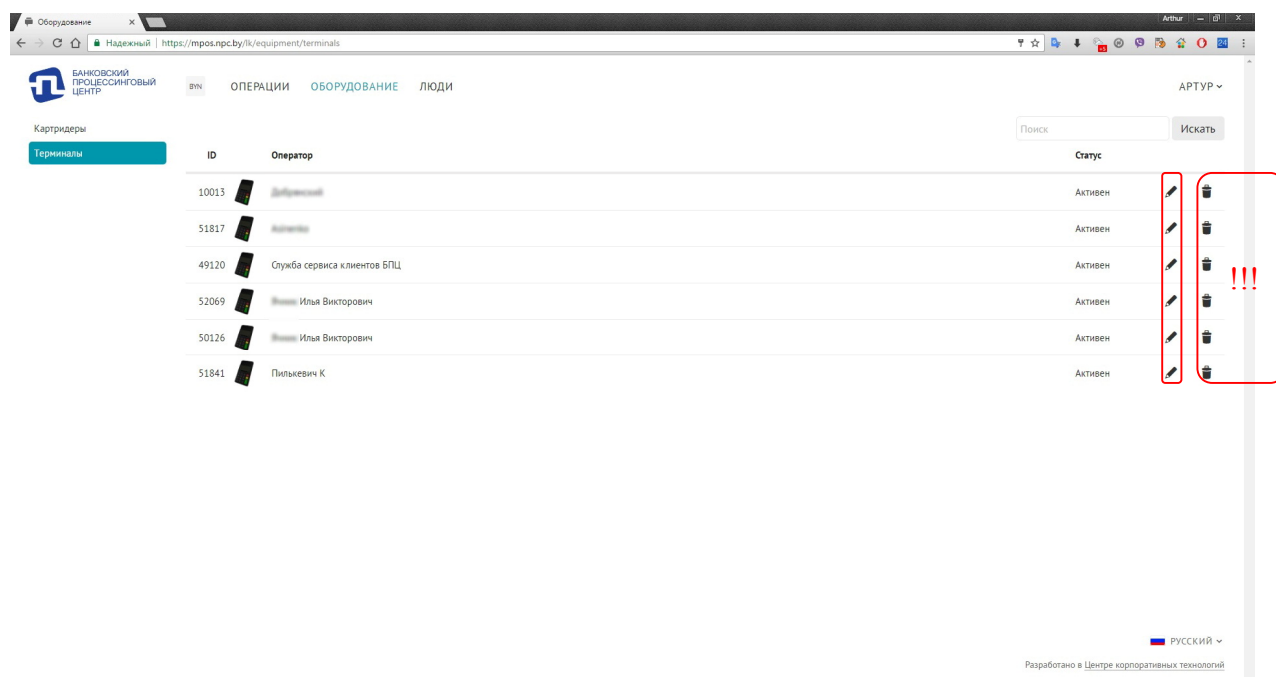 Оборудование
Arthur
Надежный https://mpos.npc.by/lk/equipment/terminals
+5
24
БАНКОВСКИЙ
ПРОЦЕССИНГОВЫЙ
ЦЕНТР
BYN ОПЕРАЦИИ ОБОРУДОВАНИЕ ЛЮДИ АРТУР
Картридеры
Поиск Искать
Терминалы
ID Оператор Статус
10013 Активен
51817 Активен
49120 Служба сервиса клиентов БПЦ Активен
!!!
52069 Илья Викторович Активен
50126 Илья Викторович Активен
51841 Пилькевич К Активен
РУССКИЙ
Разработано в Центре корпоративных технологий